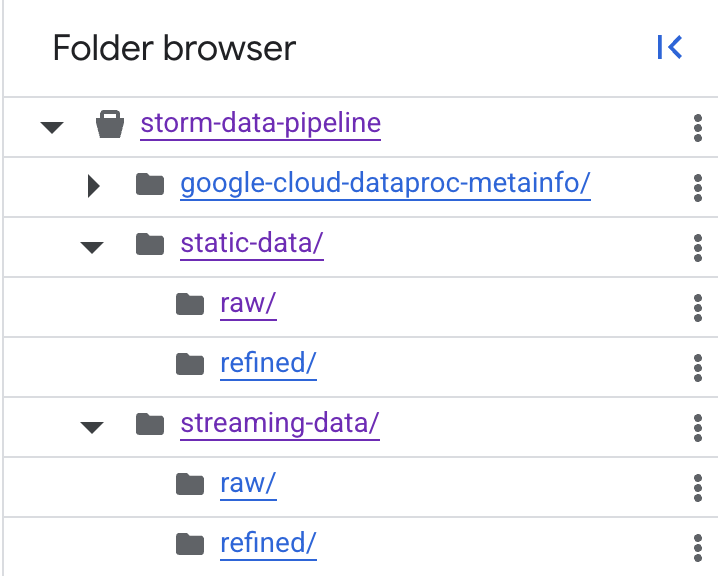 Folder browser
storm-data-pipeline
google-cloud-dataproc-metainfo/
static-data/
raw/
refined/
streaming-data/
raw/
refined/